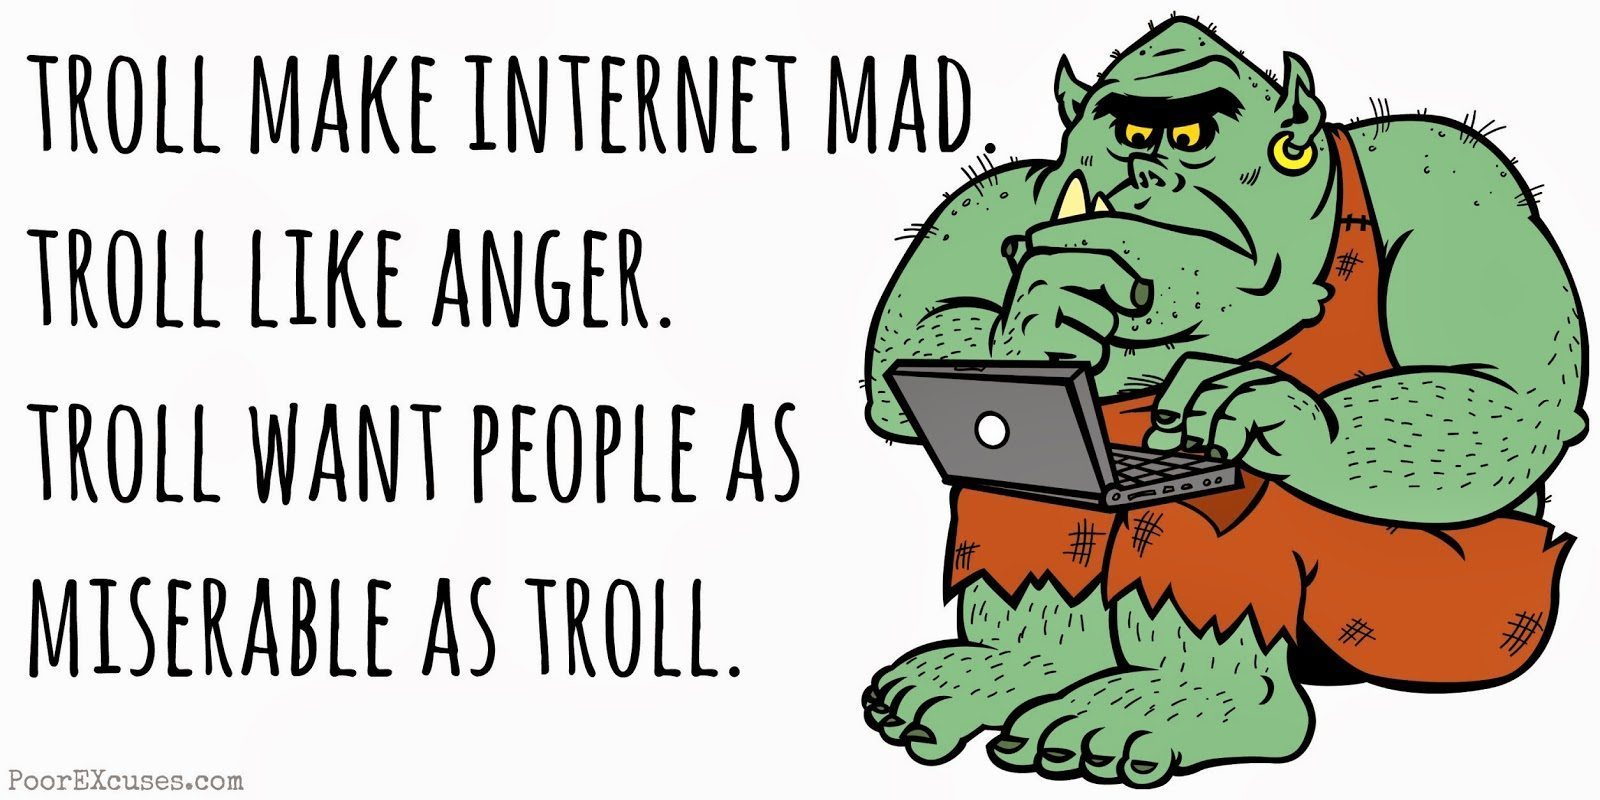 TROLL MAKE INTERNET MAD.
TROLL LIKE ANGER.
TROLL WANT PEOPLE AS
MISERABLE AS TROLL.
PoorEXcuses.com